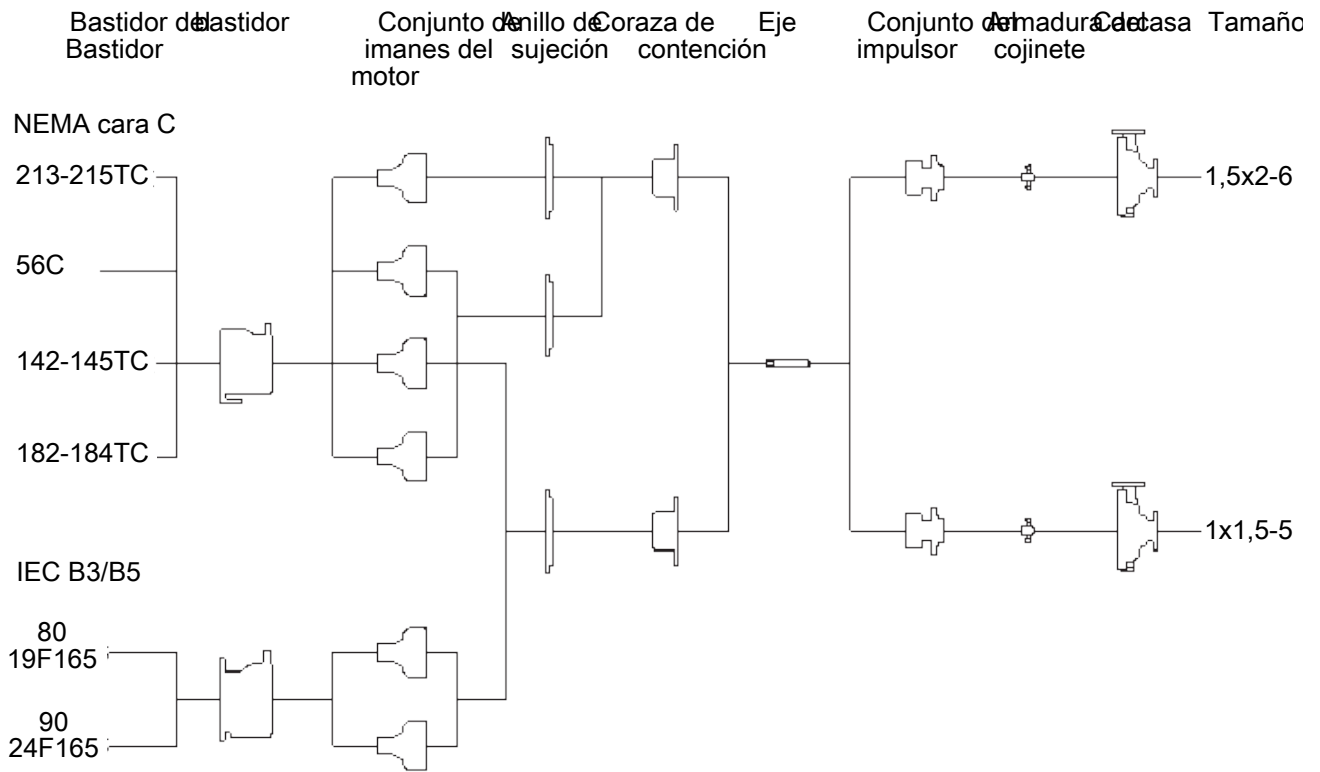 Bastidor del
Bastidor
bastidor
Conjunto de
imanes del
motor
Anillo de
sujeción
Coraza de
contención
Eje
Conjunto del
impulsor
Armadura del
cojinete
Carcasa
Tamaño
NEMA cara C
213-215TC
56C
142-145TC
182-184TC
IEC B3/B5
80
19F165
90
24F165
1,5x2-6
1x1,5-5